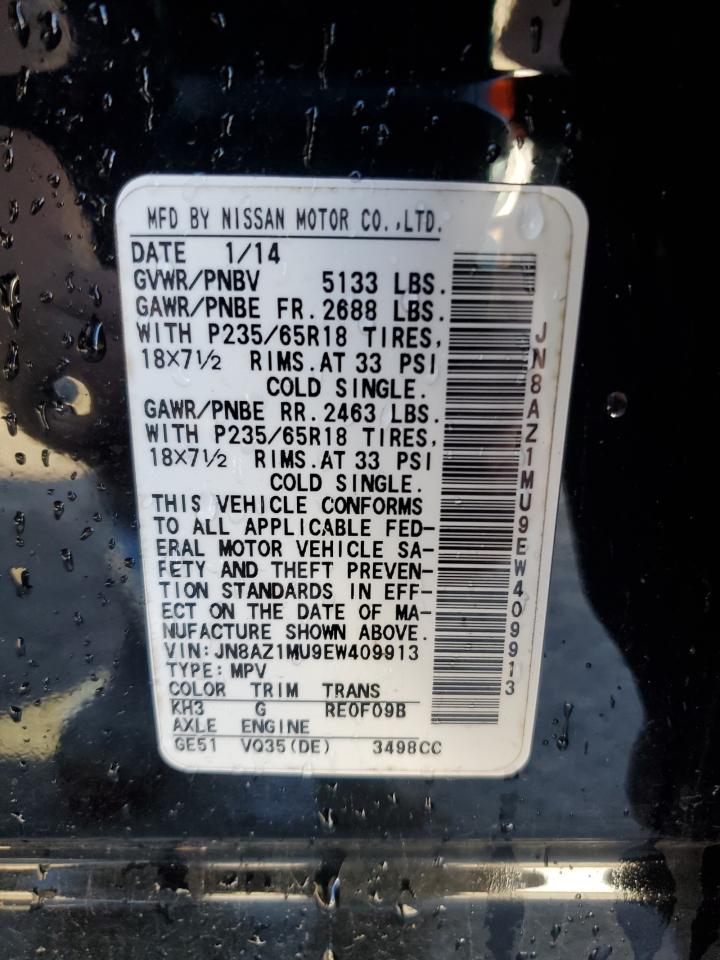 MFD BY NISSAN MOTOR CO.,LTD.
DATE 1/14
GVWR/PNBV 5133 LBS.
GAWR/PNBE FR.2688 LBS.
WITH P235/65R18 TIRES,
18X7½ RIMS.AT 33 PSI
COLD SINGLE.
GAWR/PNBE RR.2463 LBS.
WITH P235/65R18 TIRES,
18X7½ RIMS.AT 33 PSI
COLD SINGLE.
THIS VEHICLE CONFORMS
TO ALL APPLICABLE FED-
ERAL MOTOR VEHICLE SA-
FETY AND THEFT PREVEN-
TION STANDARDS IN EFF-
ECT ON THE DATE OF MA-
NUFACTURE SHOWN ABOVE.
VIN:JN8AZ1MU9EW409913
TYPE:MPV
COLOR TRIM TRANS
KH3 G RE0F09B
AXLE ENGINE
GE51 VQ35(DE) 3498CC
JN8AZ1MU9EW409913